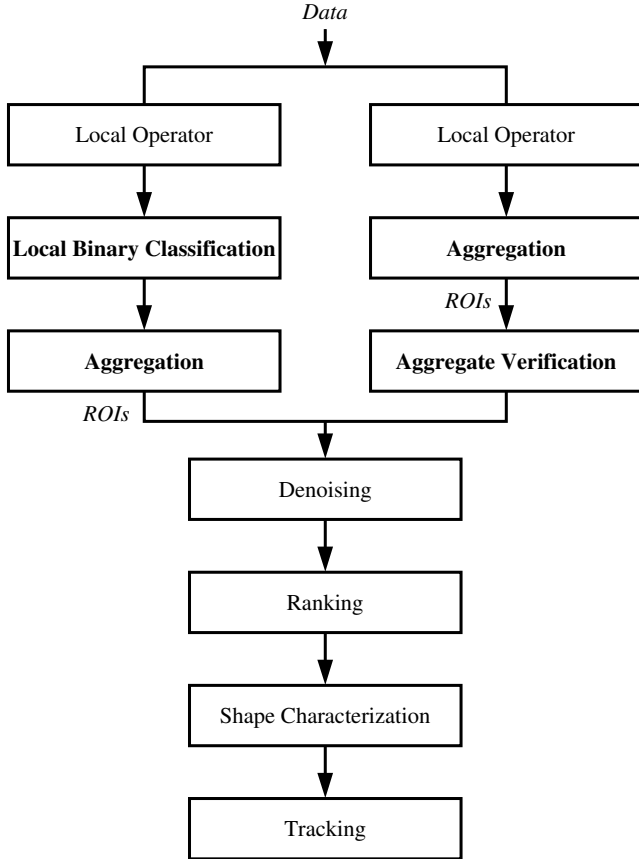 Data
Local Operator
Local Operator
Local Binary Classification
Aggregation
ROIs
Aggregation
Aggregate Verification
ROIs
Denoising
Ranking
Shape Characterization
Tracking